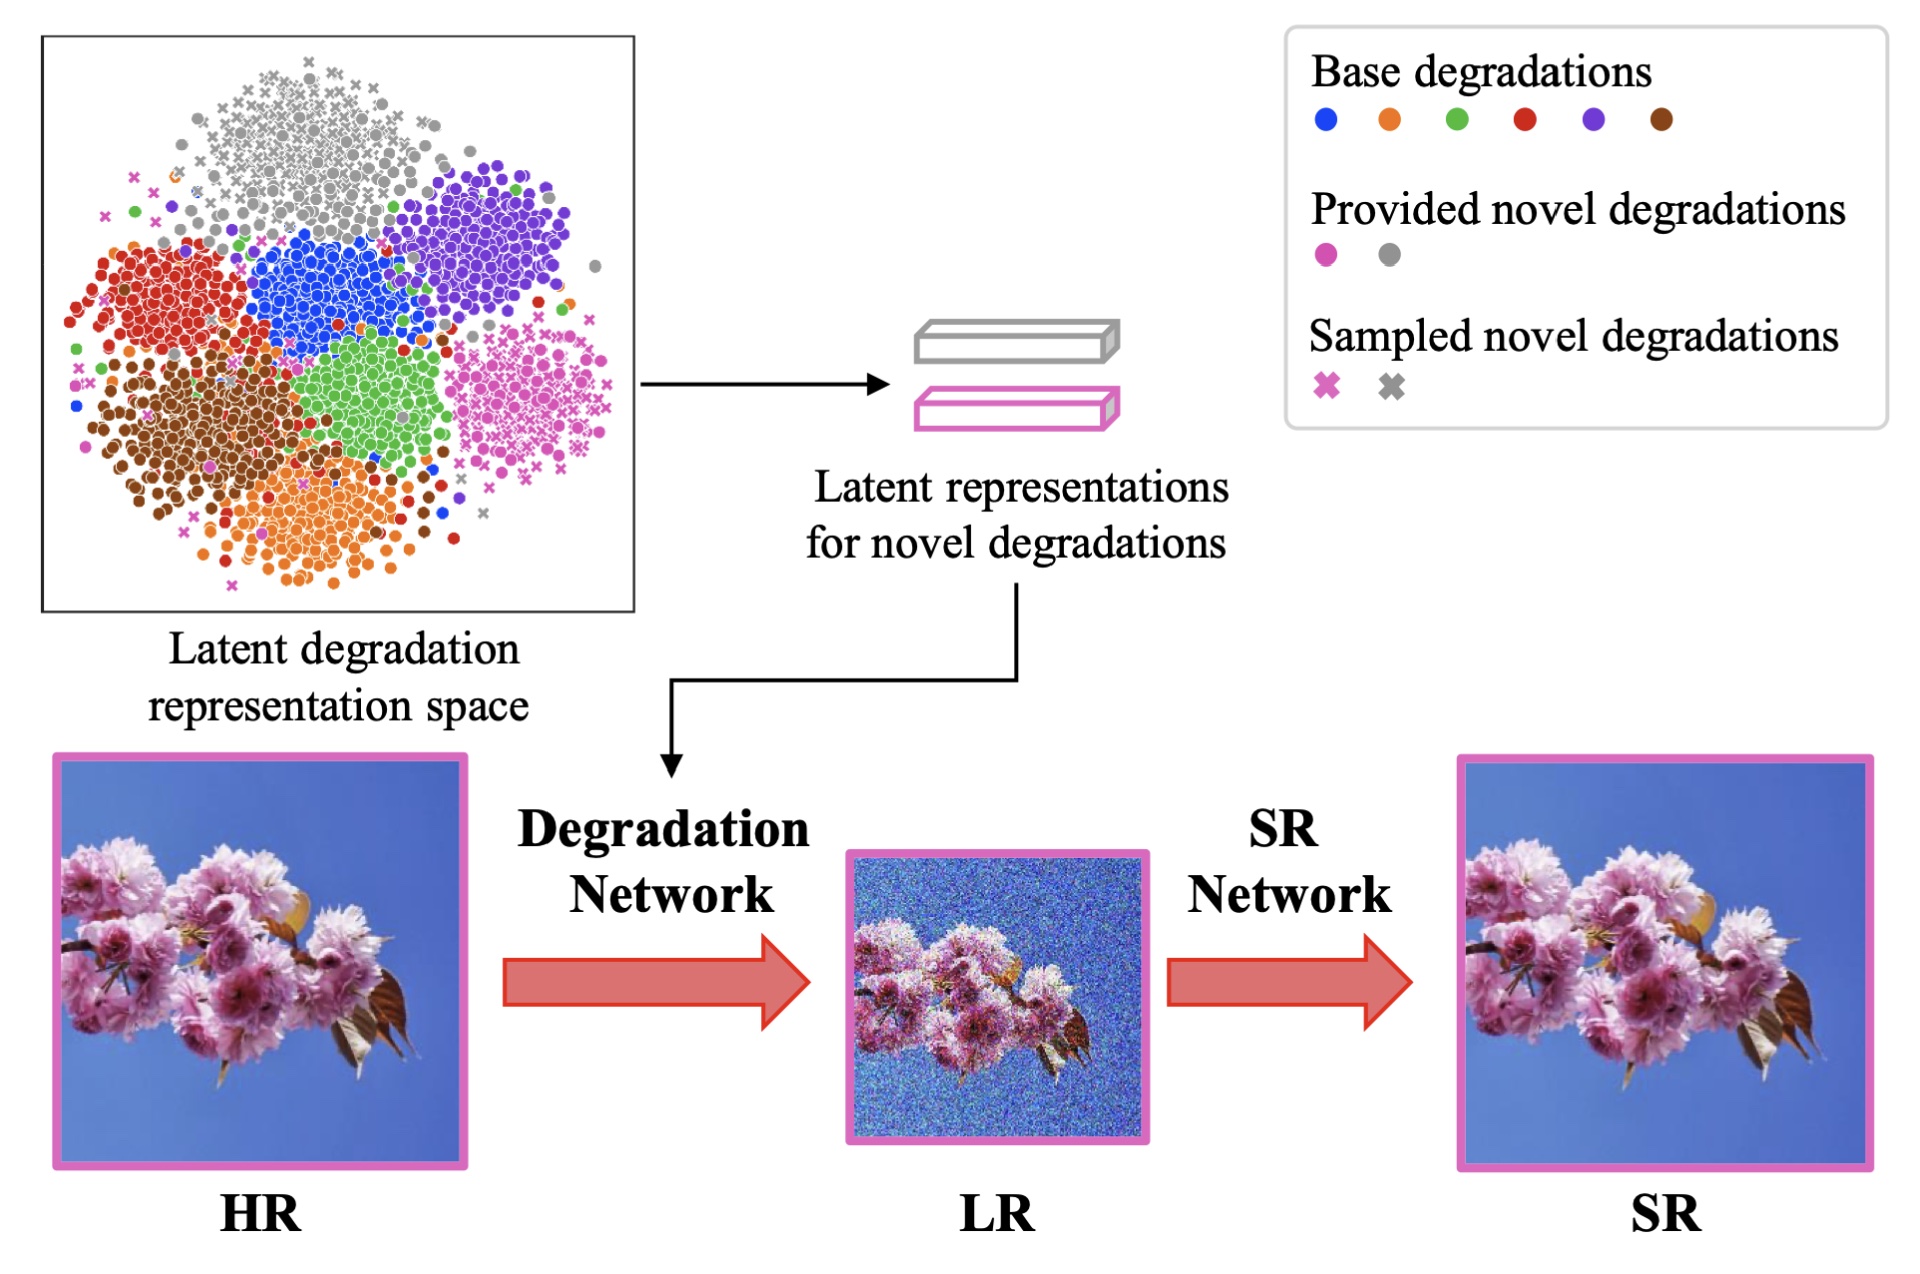 Base degradations
Provided novel degradations
Sampled novel degradations
Latent representations
for novel degradations
Latent degradation
representation space
Degradation
Network
SR
Network
HR
LR
SR